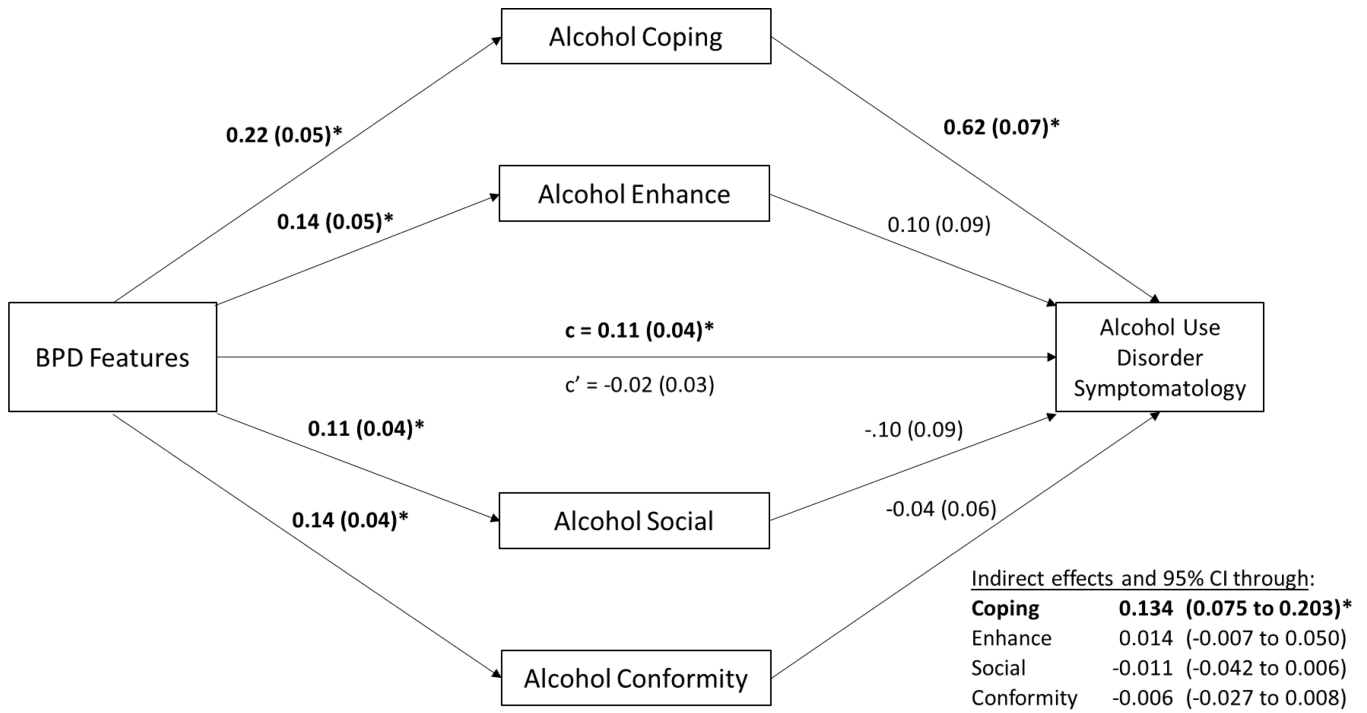 Alcohol Coping
0.22 (0.05)*
0.62 (0.07)*
Alcohol Enhance
0.14 (0.05)*
0.10 (0.09)
BPD Features
c = 0.11 (0.04)*
c’ = -0.02 (0.03)
Alcohol Use
Disorder
Symptomatology
0.11 (0.04)*
-.10 (0.09)
Alcohol Social
0.14 (0.04)*
-0.04 (0.06)
Alcohol Conformity
Indirect effects and 95% CI through:
Coping 0.134 (0.075 to 0.203)*
Enhance 0.014 (-0.007 to 0.050)
Social -0.011 (-0.042 to 0.006)
Conformity -0.006 (-0.027 to 0.008)